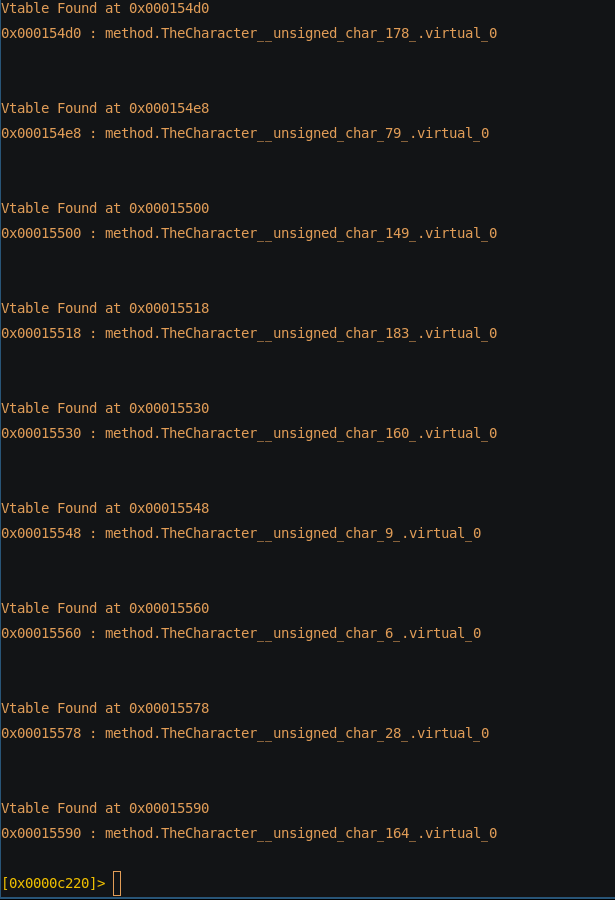 Vtable Found at 0x000154d0
0x000154d0 : method.TheCharacter__unsigned_char_178_.virtual_0
Vtable Found at 0x000154e8
0x000154e8 : method.TheCharacter__unsigned_char_79_.virtual_0
Vtable Found at 0x00015500
0x00015500 : method.TheCharacter__unsigned_char_149_.virtual_0
Vtable Found at 0x00015518
0x00015518 : method.TheCharacter__unsigned_char_183_.virtual_0
Vtable Found at 0x00015530
0x00015530 : method.TheCharacter__unsigned_char_160_.virtual_0
Vtable Found at 0x00015548
0x00015548 : method.TheCharacter__unsigned_char_9_.virtual_0
Vtable Found at 0x00015560
0x00015560 : method.TheCharacter__unsigned_char_6_.virtual_0
Vtable Found at 0x00015578
0x00015578 : method.TheCharacter__unsigned_char_28_.virtual_0
Vtable Found at 0x00015590
0x00015590 : method.TheCharacter__unsigned_char_164_.virtual_0
[0x0000c220]>